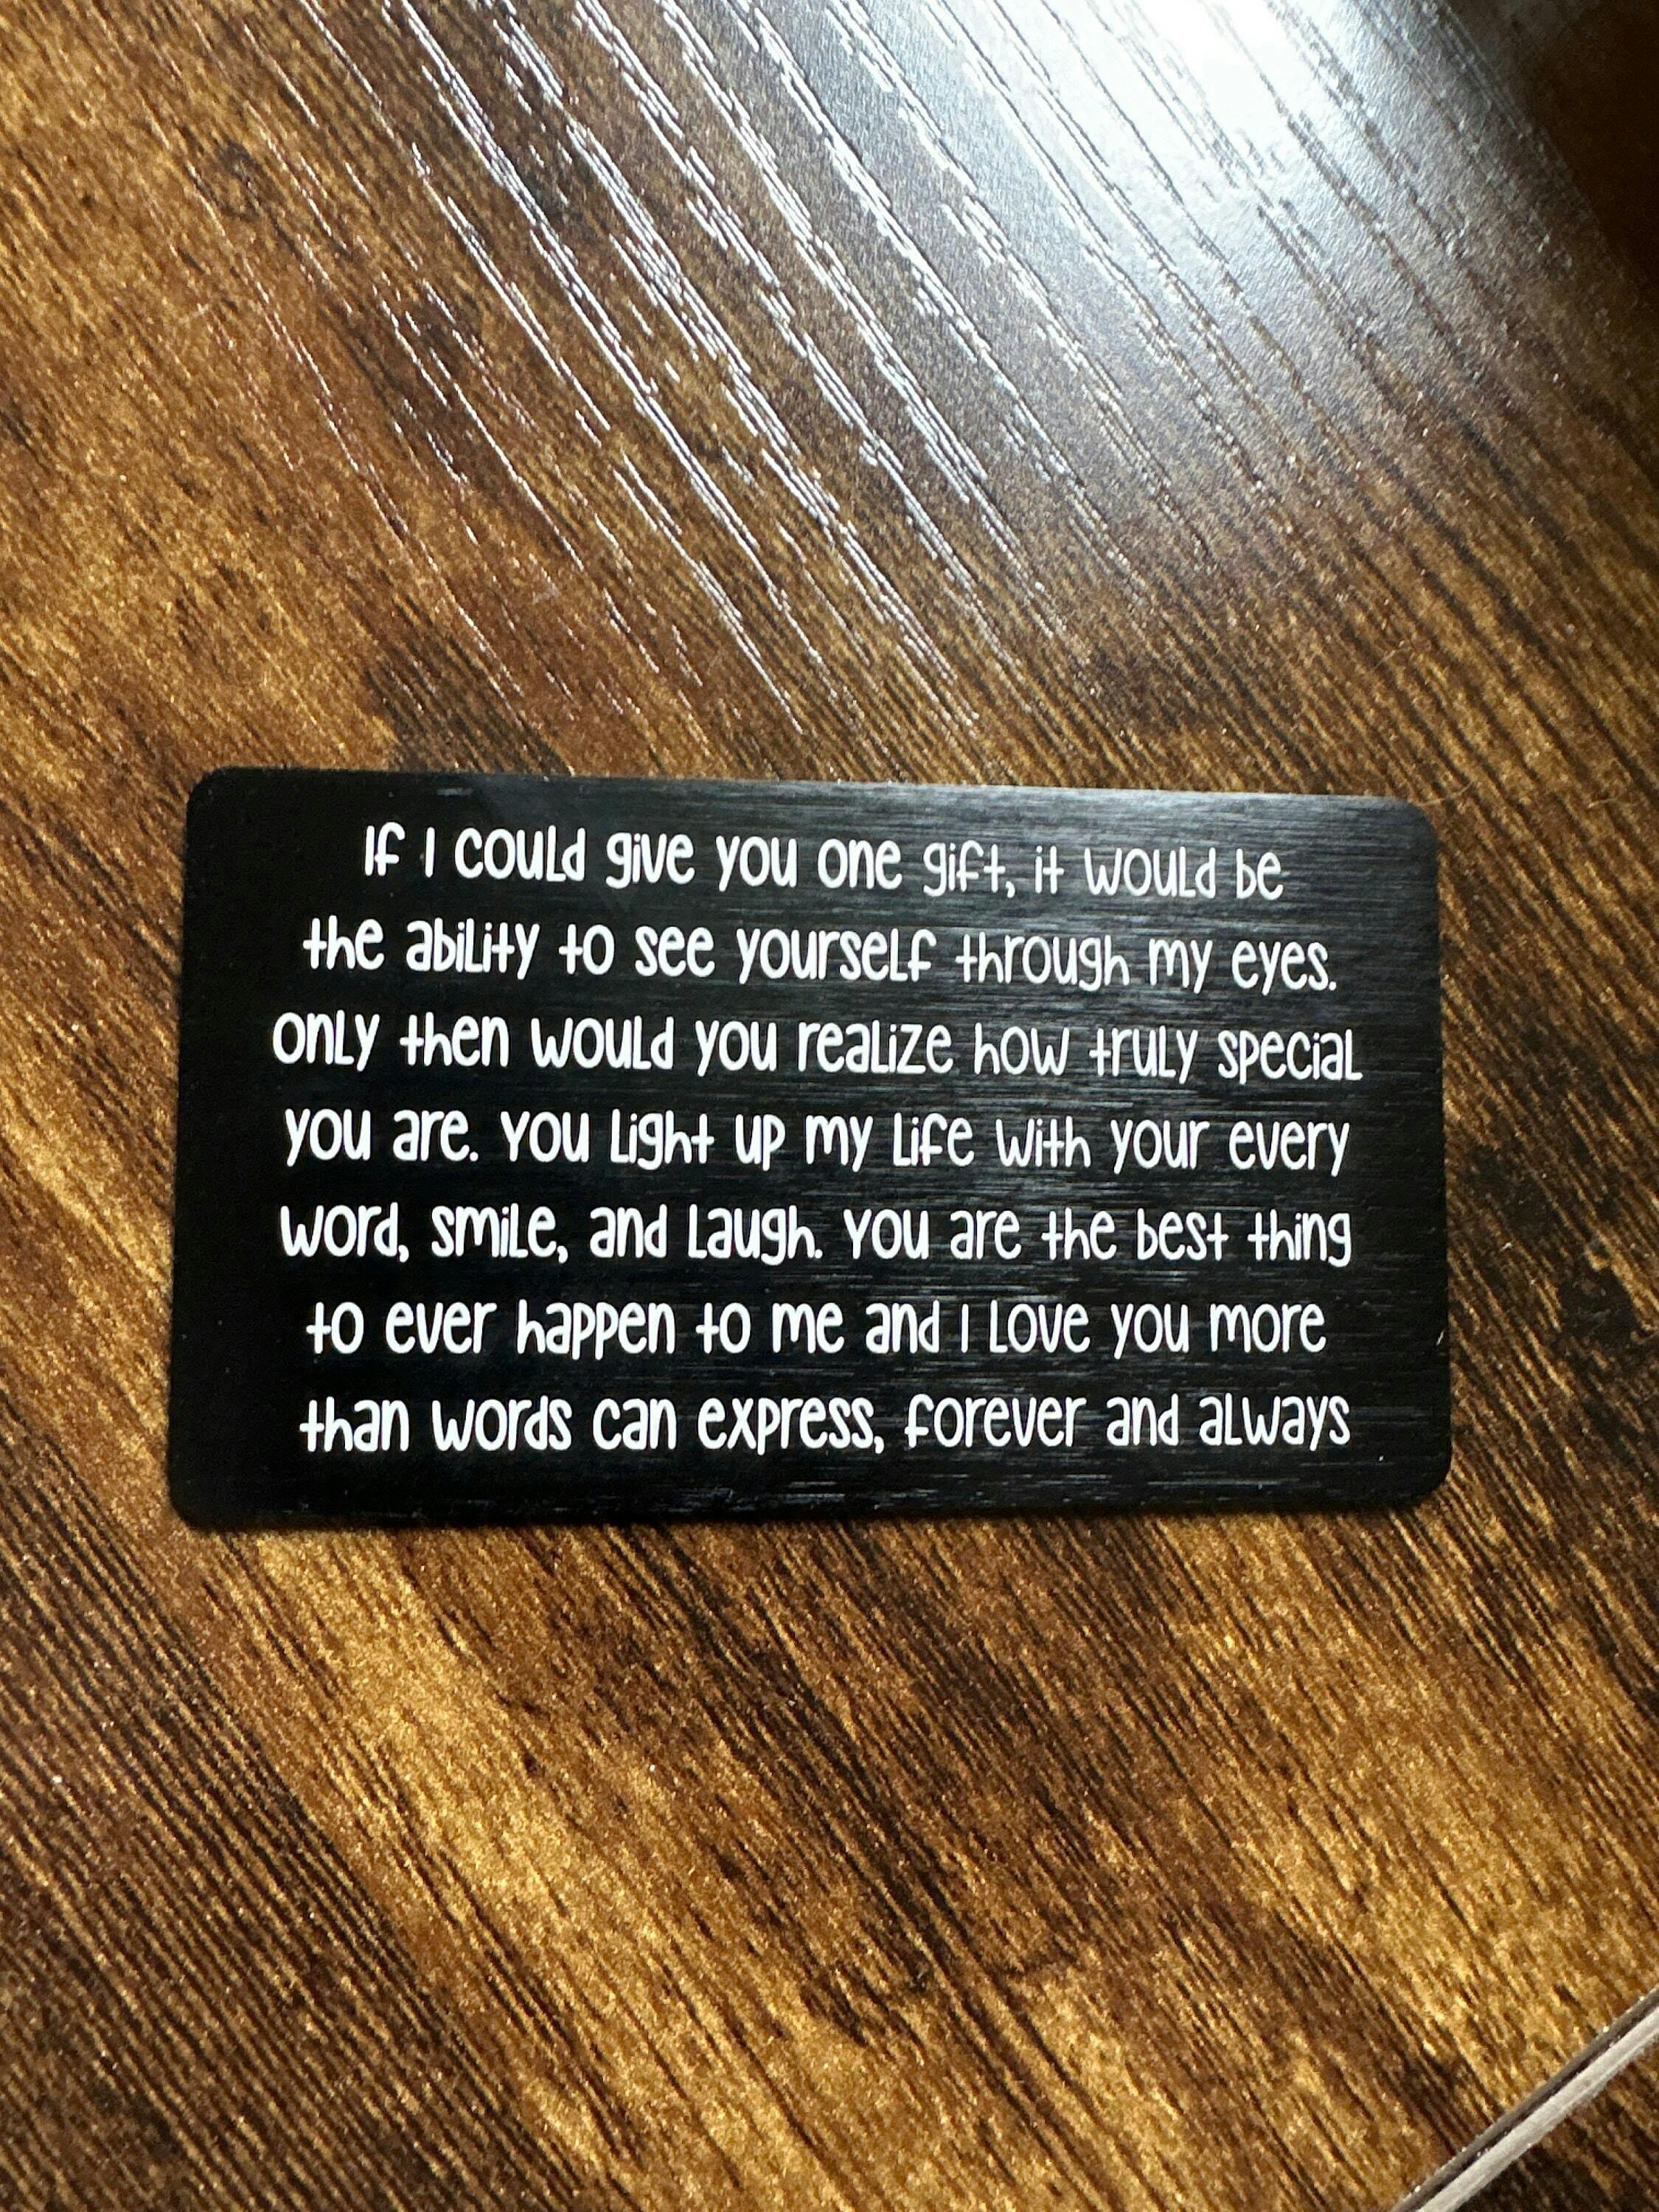 If I could give you one gift, it would be
the ability to see yourself through my eyes.
Only then would you realize how truly special
you are. You light up my life with your every
word, smile, and laugh. You are the best thing
to ever happen to me and I love you more
than words can express, forever and always